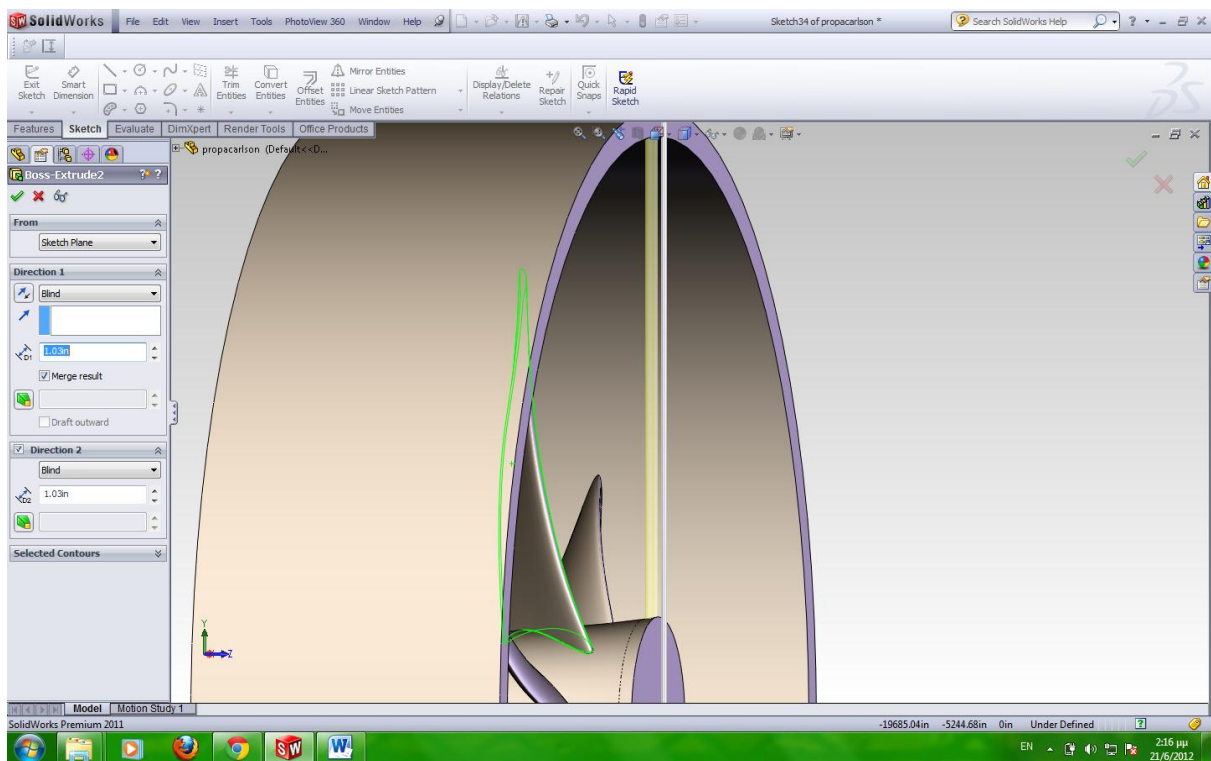 SolidWorks File Edit View Insert Tools PhotoView 360 Window Help Sketch34 of propacarlson * Search SolidWorks Help ?
Exit Sketch Smart Dimension Trim Entities Convert Entities Offset Entities Mirror Entities Linear Sketch Pattern Move Entities Display/Delete Relations Repair Sketch Quick Snaps Rapid Sketch
Features Sketch Evaluate DimXpert Render Tools Office Products
propacarlson (Default<<D...
Boss-Extrude2 ? ?
From
Sketch Plane
Direction 1
Blind
D1 1.03in
Merge result
Draft outward
Direction 2
Blind
D2 1.03in
Selected Contours
Y
Z
Model Motion Study 1
SolidWorks Premium 2011 -19685.04in -5244.68in 0in Under Defined ?
SW W EN 2:16 μμ
21/6/2012